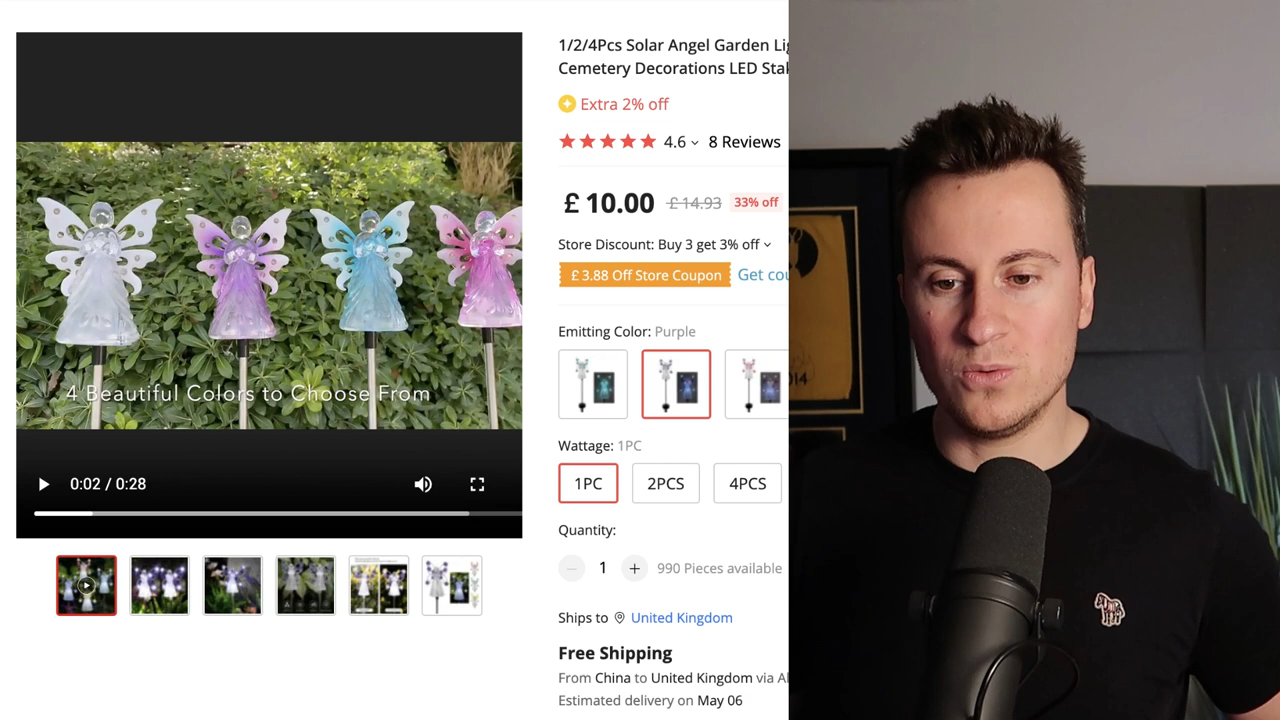 1/2/4Pcs Solar Angel Garden Lig
Cemetery Decorations LED Stak
Extra 2% off
4.6 8 Reviews
£ 10.00 £ 14.93 33% off
Store Discount: Buy 3 get 3% off
£ 3.88 Off Store Coupon Get cou
Emitting Color: Purple
4 Beautiful Colors to Choose From
Wattage: 1PC
1PC 2PCS 4PCS
0:02 / 0:28
Quantity:
1 990 Pieces available
Ships to United Kingdom
Free Shipping
From China to United Kingdom via Al
Estimated delivery on May 06
2014